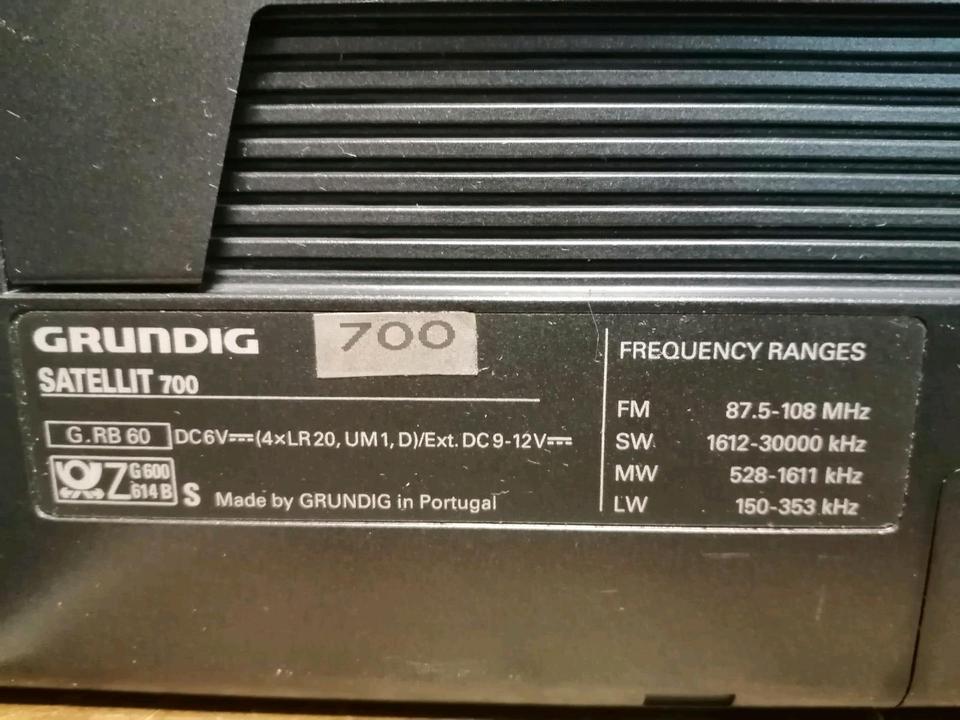 GRUNDIG 700
SATELLIT 700
G.RB 60 DC6V⎓(4×LR20, UM1, D)/Ext. DC 9-12V⎓
Z G 600
614 B S Made by GRUNDIG in Portugal
FREQUENCY RANGES
FM 87.5-108 MHz
SW 1612-30000 kHz
MW 528-1611 kHz
LW 150-353 kHz